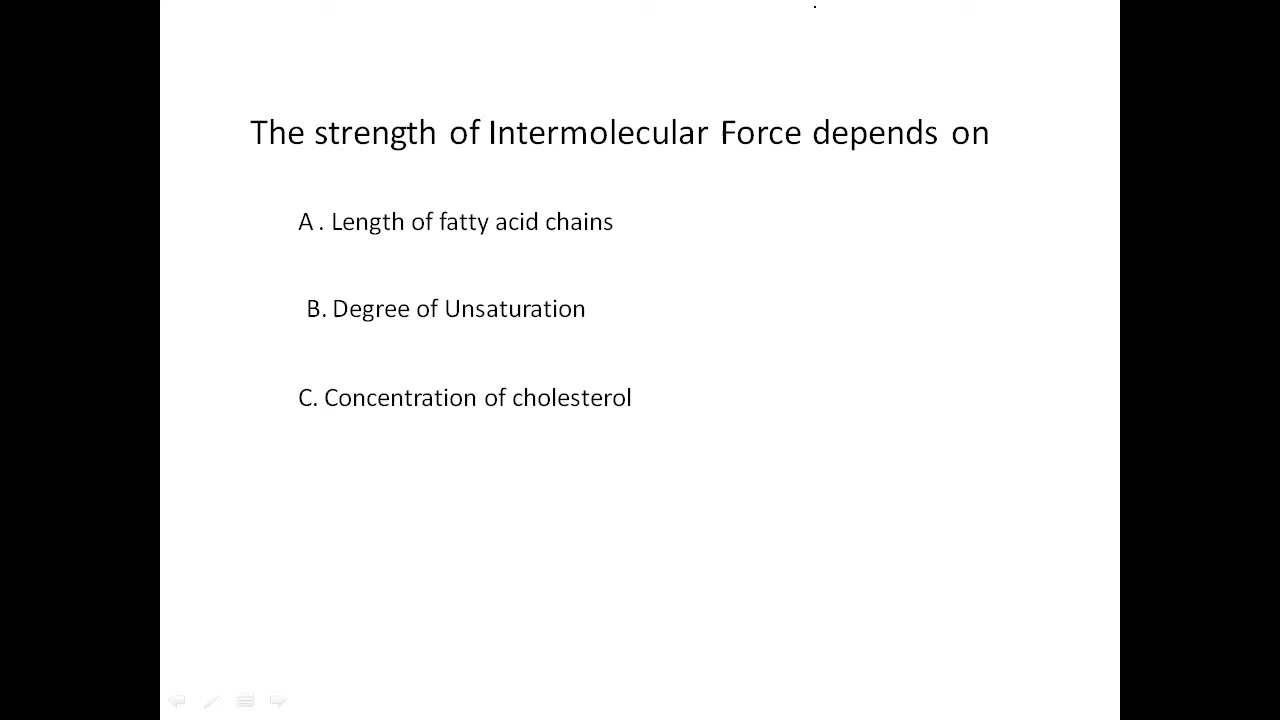 The strength of Intermolecular Force depends on
A . Length of fatty acid chains
B. Degree of Unsaturation
C. Concentration of cholesterol